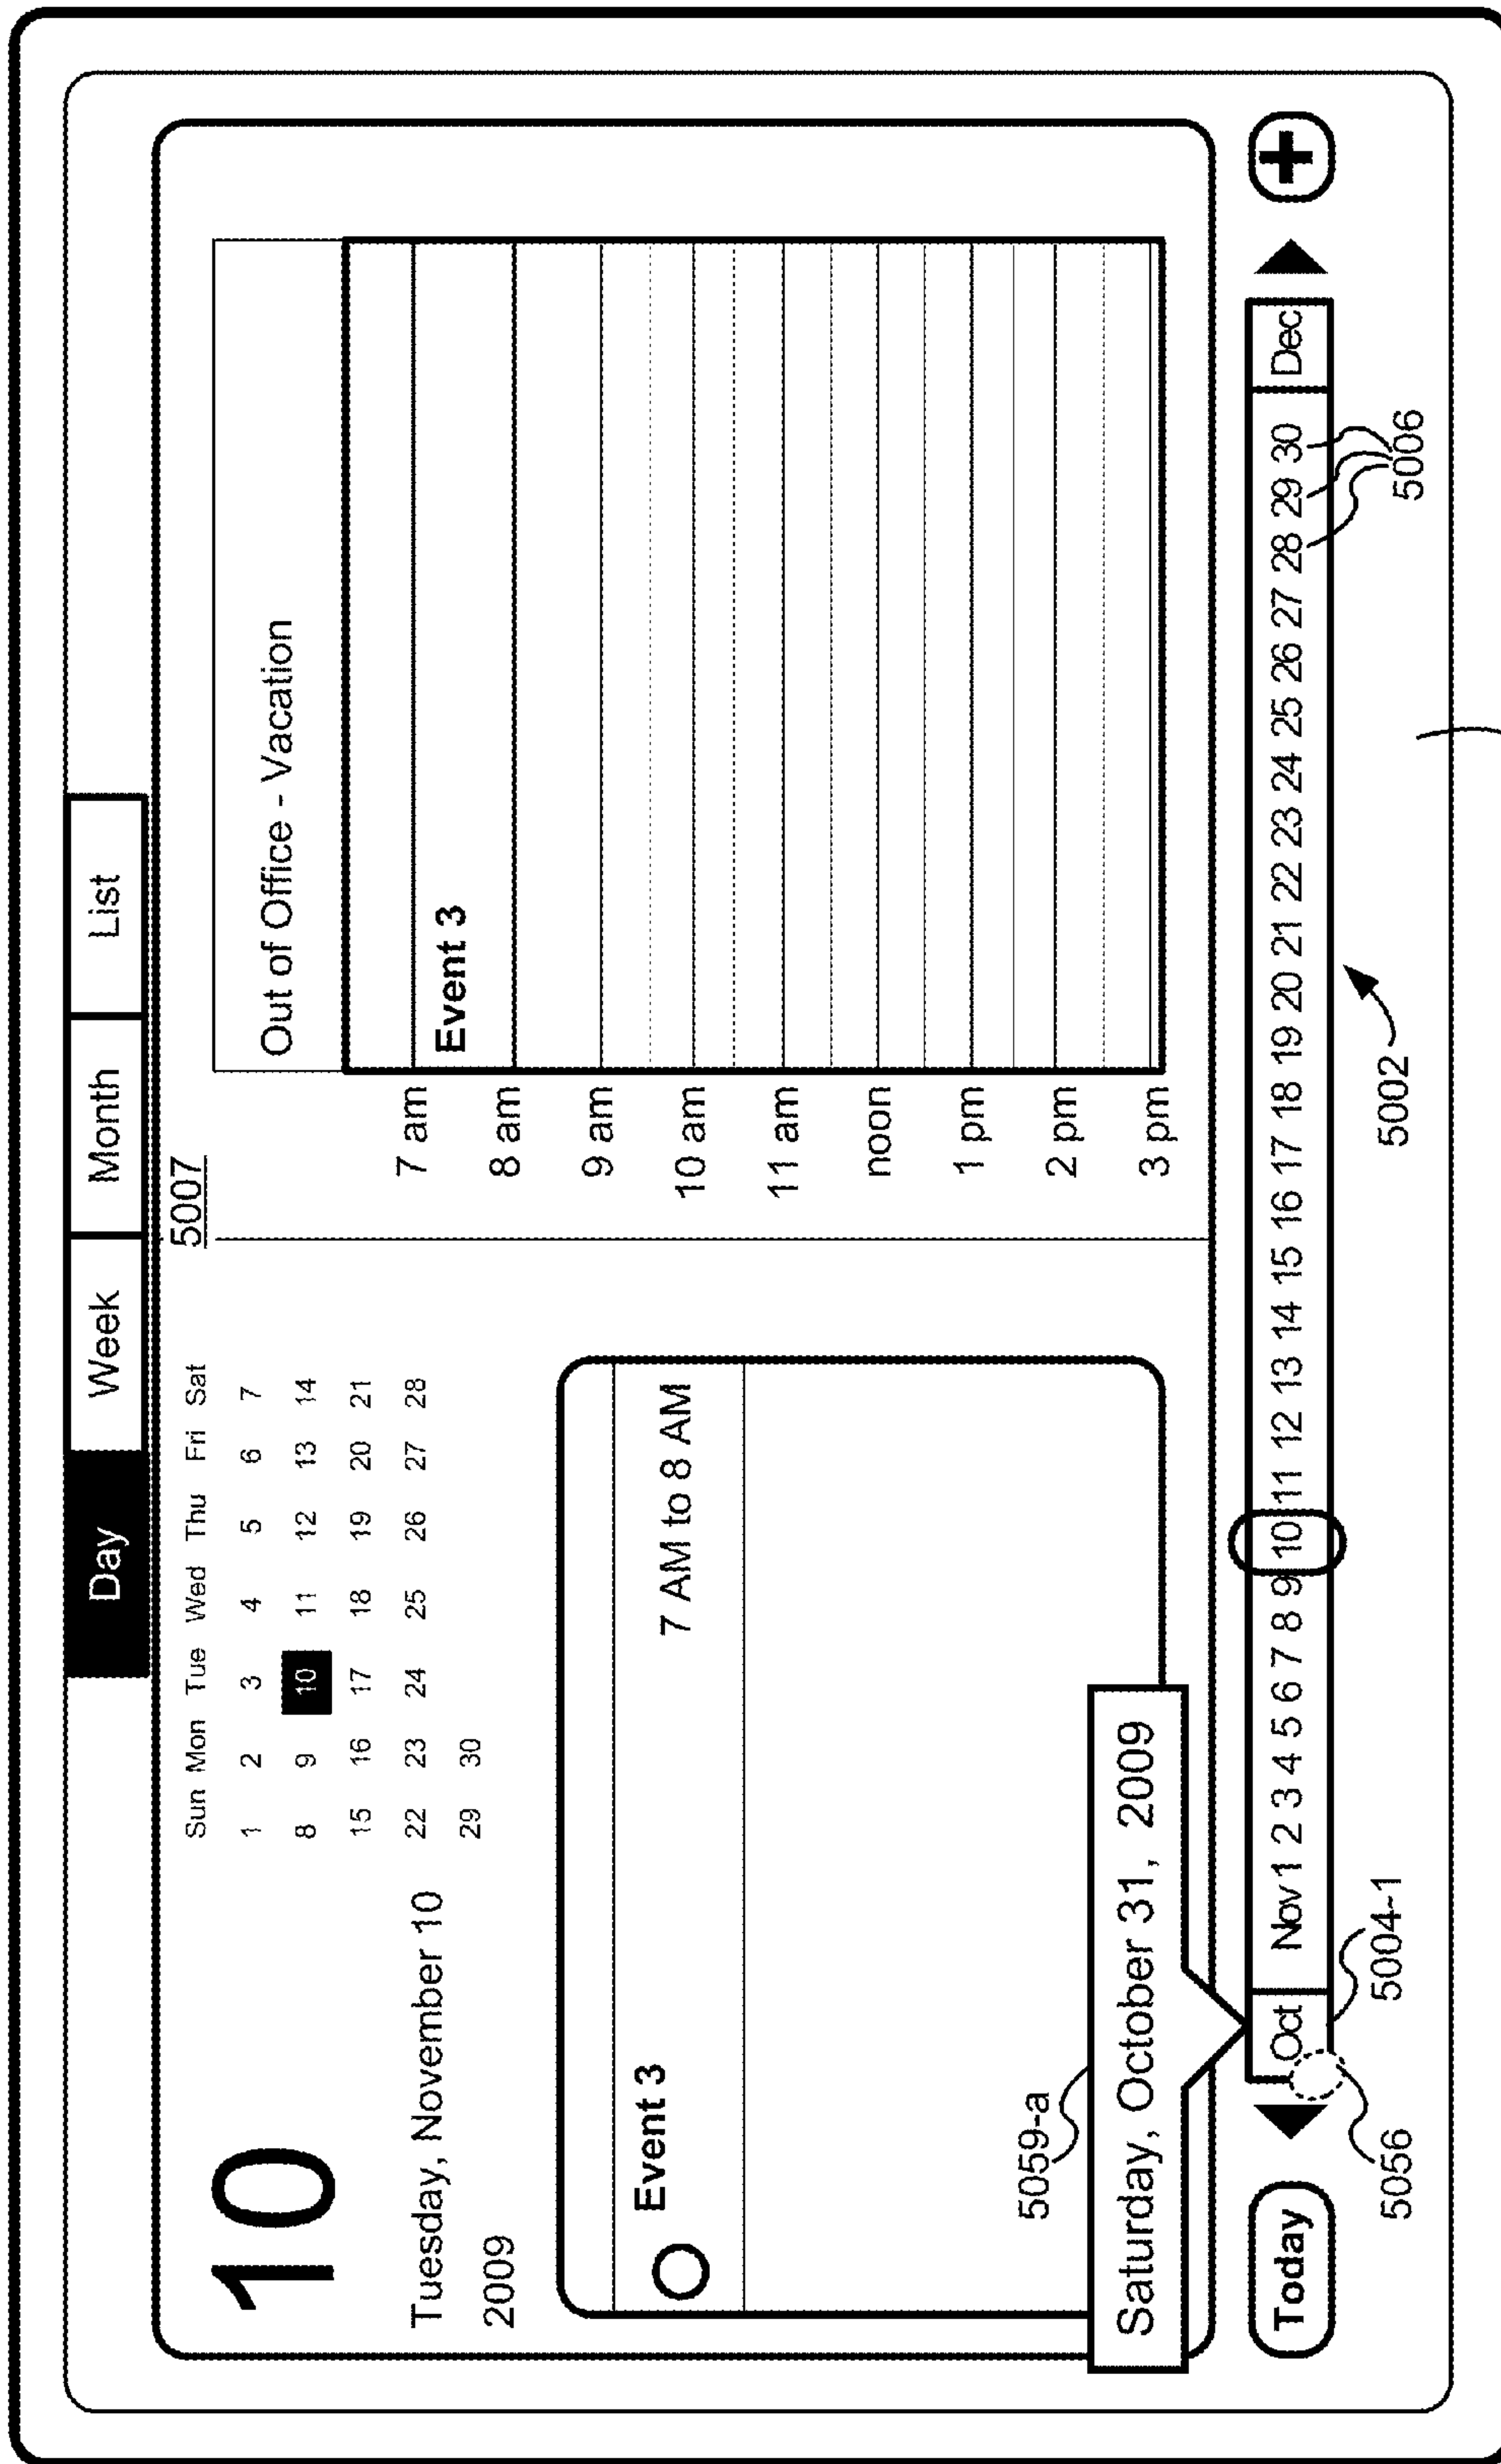 Day Week Month List
5007
10
Tuesday, November 10
2009
Sun Mon Tue Wed Thu Fri Sat
1 2 3 4 5 6 7
8 9 10 11 12 13 14
15 16 17 18 19 20 21
22 23 24 25 26 27 28
29 30
Event 3
7 AM to 8 AM
Out of Office - Vacation
7 am
Event 3
8 am
9 am
10 am
11 am
noon
1 pm
2 pm
3 pm
5059-a
Saturday, October 31, 2009
Today Oct Nov 1 2 3 4 5 6 7 8 9 10 11 12 13 14 15 16 17 18 19 20 21 22 23 24 25 26 27 28 29 30 Dec +
5056
5004-1
5002
5006